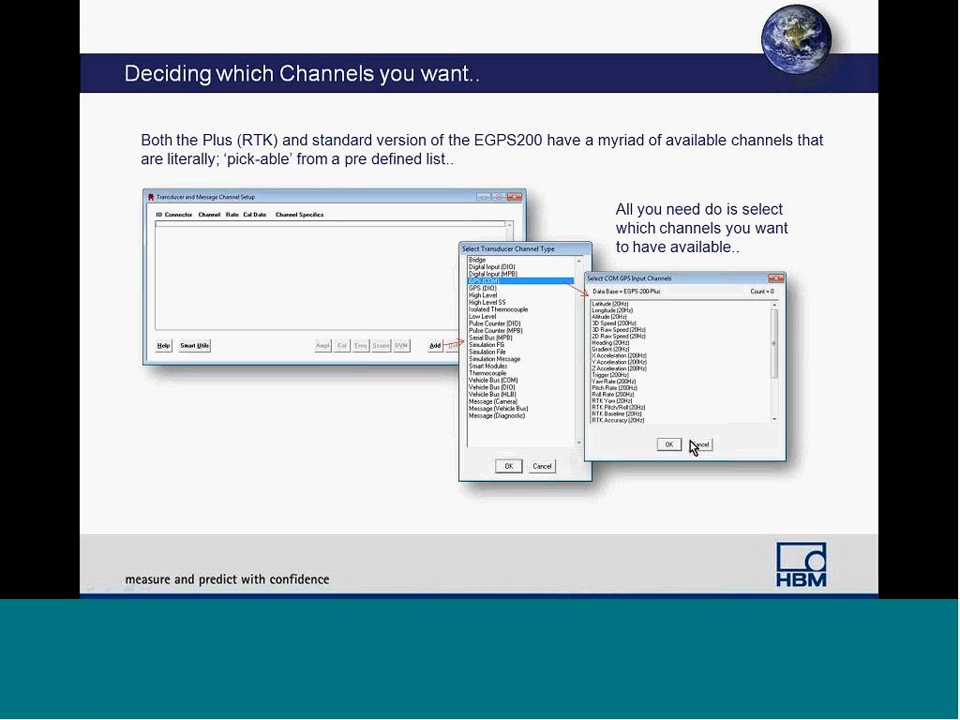 Deciding which Channels you want..
Both the Plus (RTK) and standard version of the EGPS200 have a myriad of available channels that
are literally; ‘pick-able’ from a pre defined list..
All you need do is select
which channels you want
to have available..
Transducer and Message Channel Setup
ID Connector Channel Rate Cal Date Channel Specifics
Help Smart Utils Ampl Cal Ereq Scope DVM Add
Select Transducer Channel Type
Bridge
Digital Input (DIO)
Digital Input (MPB)
GPS (COM)
GPS (DIO)
High Level
High Level SS
Isolated Thermocouple
Low Level
Pulse Counter (DIO)
Pulse Counter (MPB)
Serial Bus (MPB)
Simulation FG
Simulation File
Simulation Message
Smart Modules
Thermocouple
Vehicle Bus (COM)
Vehicle Bus (DIO)
Vehicle Bus (HLB)
Message (Camera)
Message (Vehicle Bus)
Message (Diagnostic)
OK Cancel
Select COM GPS Input Channels
Data Base = EGPS-200-Plus Count = 0
Latitude (20Hz)
Longitude (20Hz)
Altitude (20Hz)
3D Speed (200Hz)
3D Raw Speed (20Hz)
2D Raw Speed (20Hz)
Heading (20Hz)
Gradient (20Hz)
X Acceleration (200Hz)
Y Acceleration (200Hz)
Z Acceleration (200Hz)
Trigger (200Hz)
Yaw Rate (200Hz)
Pitch Rate (200Hz)
Roll Rate (200Hz)
RTK Yaw (20Hz)
RTK Pitch/Roll (20Hz)
RTK Baseline (20Hz)
RTK Accuracy (20Hz)
OK ncel
measure and predict with confidence
HBM